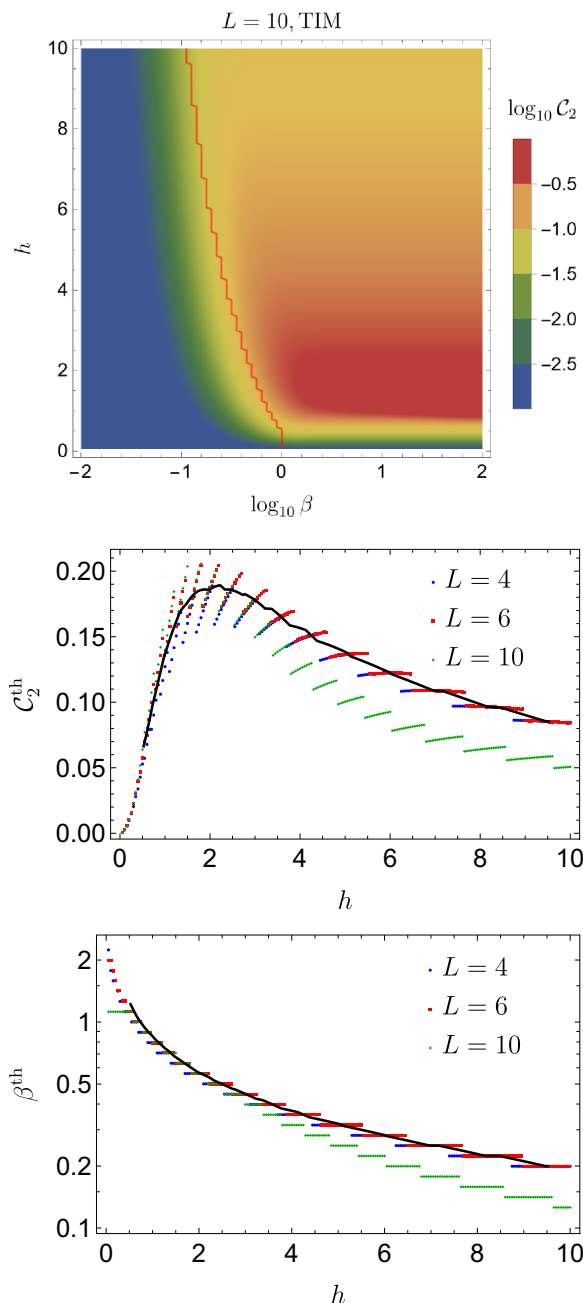 L = 10, TIM
log₁₀ 𝒞₂
10
8
6
4
2
0
h
−0.5
−1.0
−1.5
−2.0
−2.5
−2 −1 0 1 2
log₁₀ β
0.20
0.15
0.10
0.05
0.00
𝒞₂ᵗʰ
L = 4
L = 6
L = 10
0 2 4 6 8 10
h
2
1
0.5
0.2
0.1
βᵗʰ
L = 4
L = 6
L = 10
0 2 4 6 8 10
h